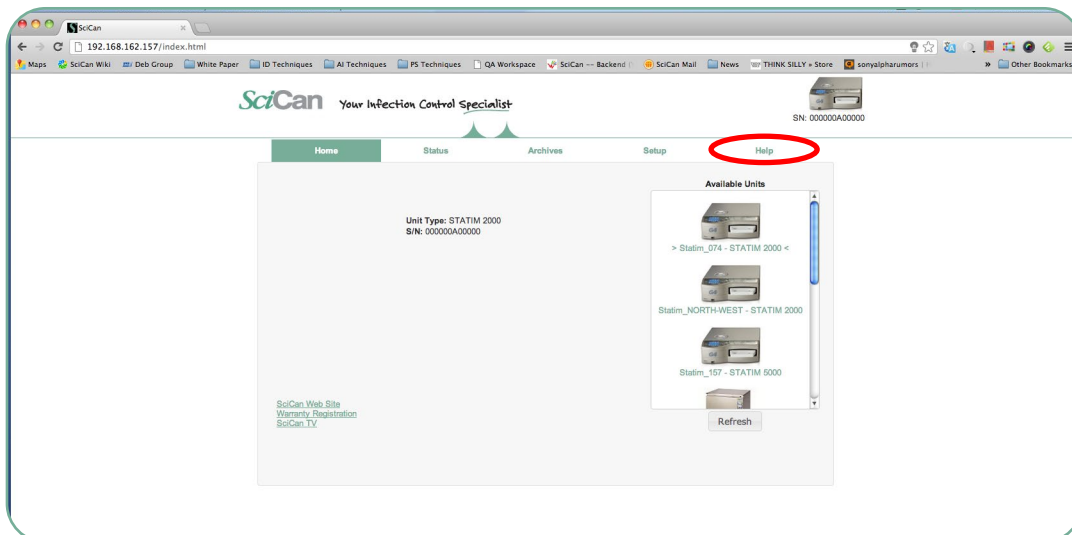 SciCan
192.168.162.157/index.html
Maps SciCan Wiki Deb Group White Paper ID Techniques AI Techniques PS Techniques QA Workspace SciCan -- Backend SciCan Mail News THINK SILLY » Store sonyalpharumors | » Other Bookmarks
SciCan Your Infection Control Specialist
SN: 000000A00000
Home Status Archives Setup Help
Available Units
Unit Type: STATIM 2000
S/N: 000000A00000
> Statim_074 - STATIM 2000 <
Statim_NORTH-WEST - STATIM 2000
Statim_157 - STATIM 5000
SciCan Web Site
Warranty Registration
SciCan TV
Refresh